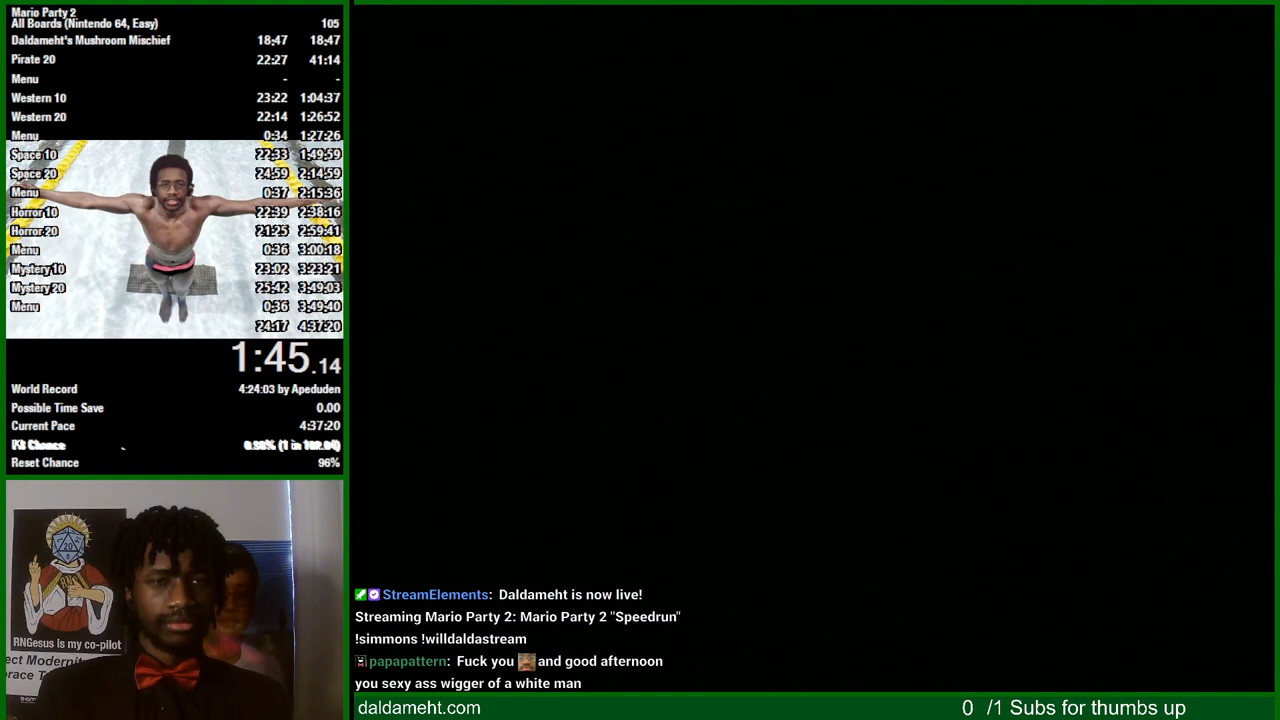 Mario Party 2
All Boards (Nintendo 64, Easy) 105
Daldameht's Mushroom Mischief 18:47 18:47
Pirate 20 22:27 41:14
Menu - -
Western 10 23:22 1:04:37
Western 20 22:14 1:26:52
Menu 0:34 1:27:26
Space 10 22:33 1:49:59
Space 20 24:59 2:14:59
Menu 0:37 2:15:36
Horror 10 22:39 2:38:16
Horror 20 21:25 2:59:41
Menu 0:36 3:00:18
Mystery 10 23:02 3:23:21
Mystery 20 25:42 3:49:03
Menu 0:36 3:49:40
24:17 4:37:20
1:45.14
World Record 4:24:03 by Apeduden
Possible Time Save 0.00
Current Pace 4:37:20
Chance
Reset Chance 96%
20
RNGesus is my co-pilot
StreamElements: Daldameht is now live!
Streaming Mario Party 2: Mario Party 2 "Speedrun"
!simmons !willdaldastream
papapattern: Fuck you and good afternoon
you sexy ass wigger of a white man
daldameht.com 0 /1 Subs for thumbs up